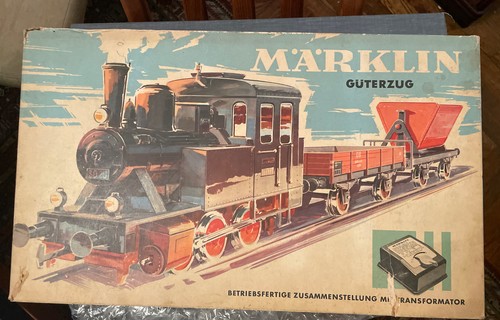 MÄRKLIN
GÜTERZUG
BETRIEBSFERTIGE ZUSAMMENSTELLUNG MIT TRANSFORMATOR